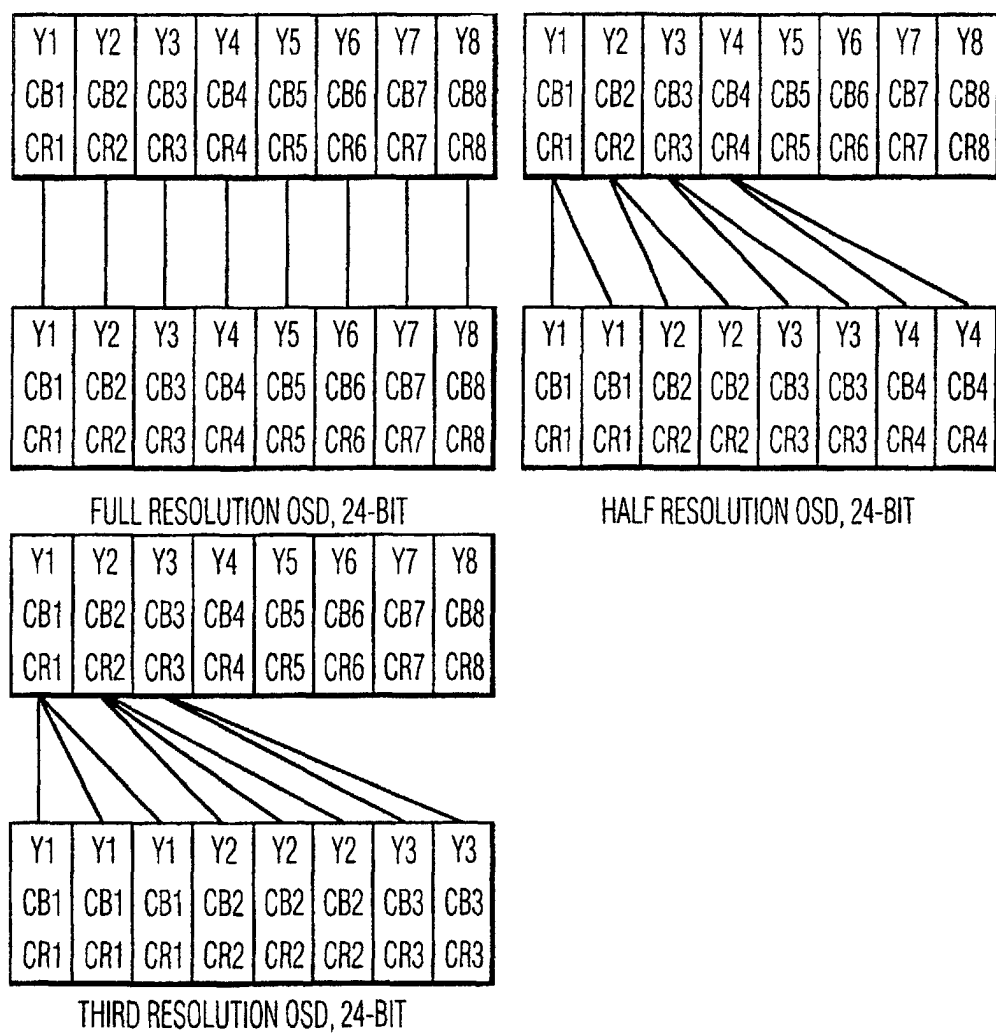 Y1 Y2 Y3 Y4 Y5 Y6 Y7 Y8
CB1 CB2 CB3 CB4 CB5 CB6 CB7 CB8
CR1 CR2 CR3 CR4 CR5 CR6 CR7 CR8
Y1 Y2 Y3 Y4 Y5 Y6 Y7 Y8
CB1 CB2 CB3 CB4 CB5 CB6 CB7 CB8
CR1 CR2 CR3 CR4 CR5 CR6 CR7 CR8
FULL RESOLUTION OSD, 24-BIT
Y1 Y2 Y3 Y4 Y5 Y6 Y7 Y8
CB1 CB2 CB3 CB4 CB5 CB6 CB7 CB8
CR1 CR2 CR3 CR4 CR5 CR6 CR7 CR8
Y1 Y1 Y2 Y2 Y3 Y3 Y4 Y4
CB1 CB1 CB2 CB2 CB3 CB3 CB4 CB4
CR1 CR1 CR2 CR2 CR3 CR3 CR4 CR4
HALF RESOLUTION OSD, 24-BIT
Y1 Y2 Y3 Y4 Y5 Y6 Y7 Y8
CB1 CB2 CB3 CB4 CB5 CB6 CB7 CB8
CR1 CR2 CR3 CR4 CR5 CR6 CR7 CR8
Y1 Y1 Y1 Y2 Y2 Y2 Y3 Y3
CB1 CB1 CB1 CB2 CB2 CB2 CB3 CB3
CR1 CR1 CR1 CR2 CR2 CR2 CR3 CR3
THIRD RESOLUTION OSD, 24-BIT